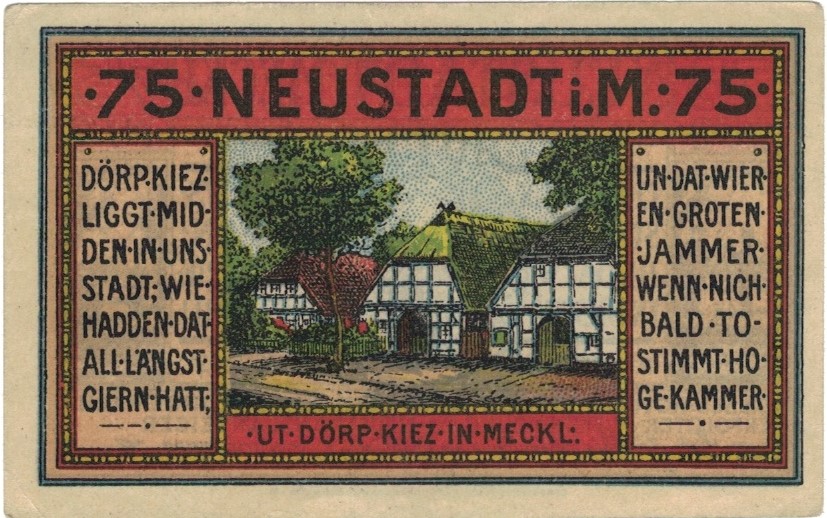 ·75·NEUSTADT i.M.·75·
DÖRP·KIEZ·
LIGGT·MID-
DEN·IN·UNS·
STADT; WIE·
HADDEN·DAT·
ALL·LÄNGST·
GIERN·HATT;
UN·DAT·WIER·
EN·GROTEN·
JAMMER·
WENN·NICH·
BALD·TO-
STIMMT·HO-
GE·KAMMER·
·UT·DÖRP·KIEZ·IN·MECKL:·